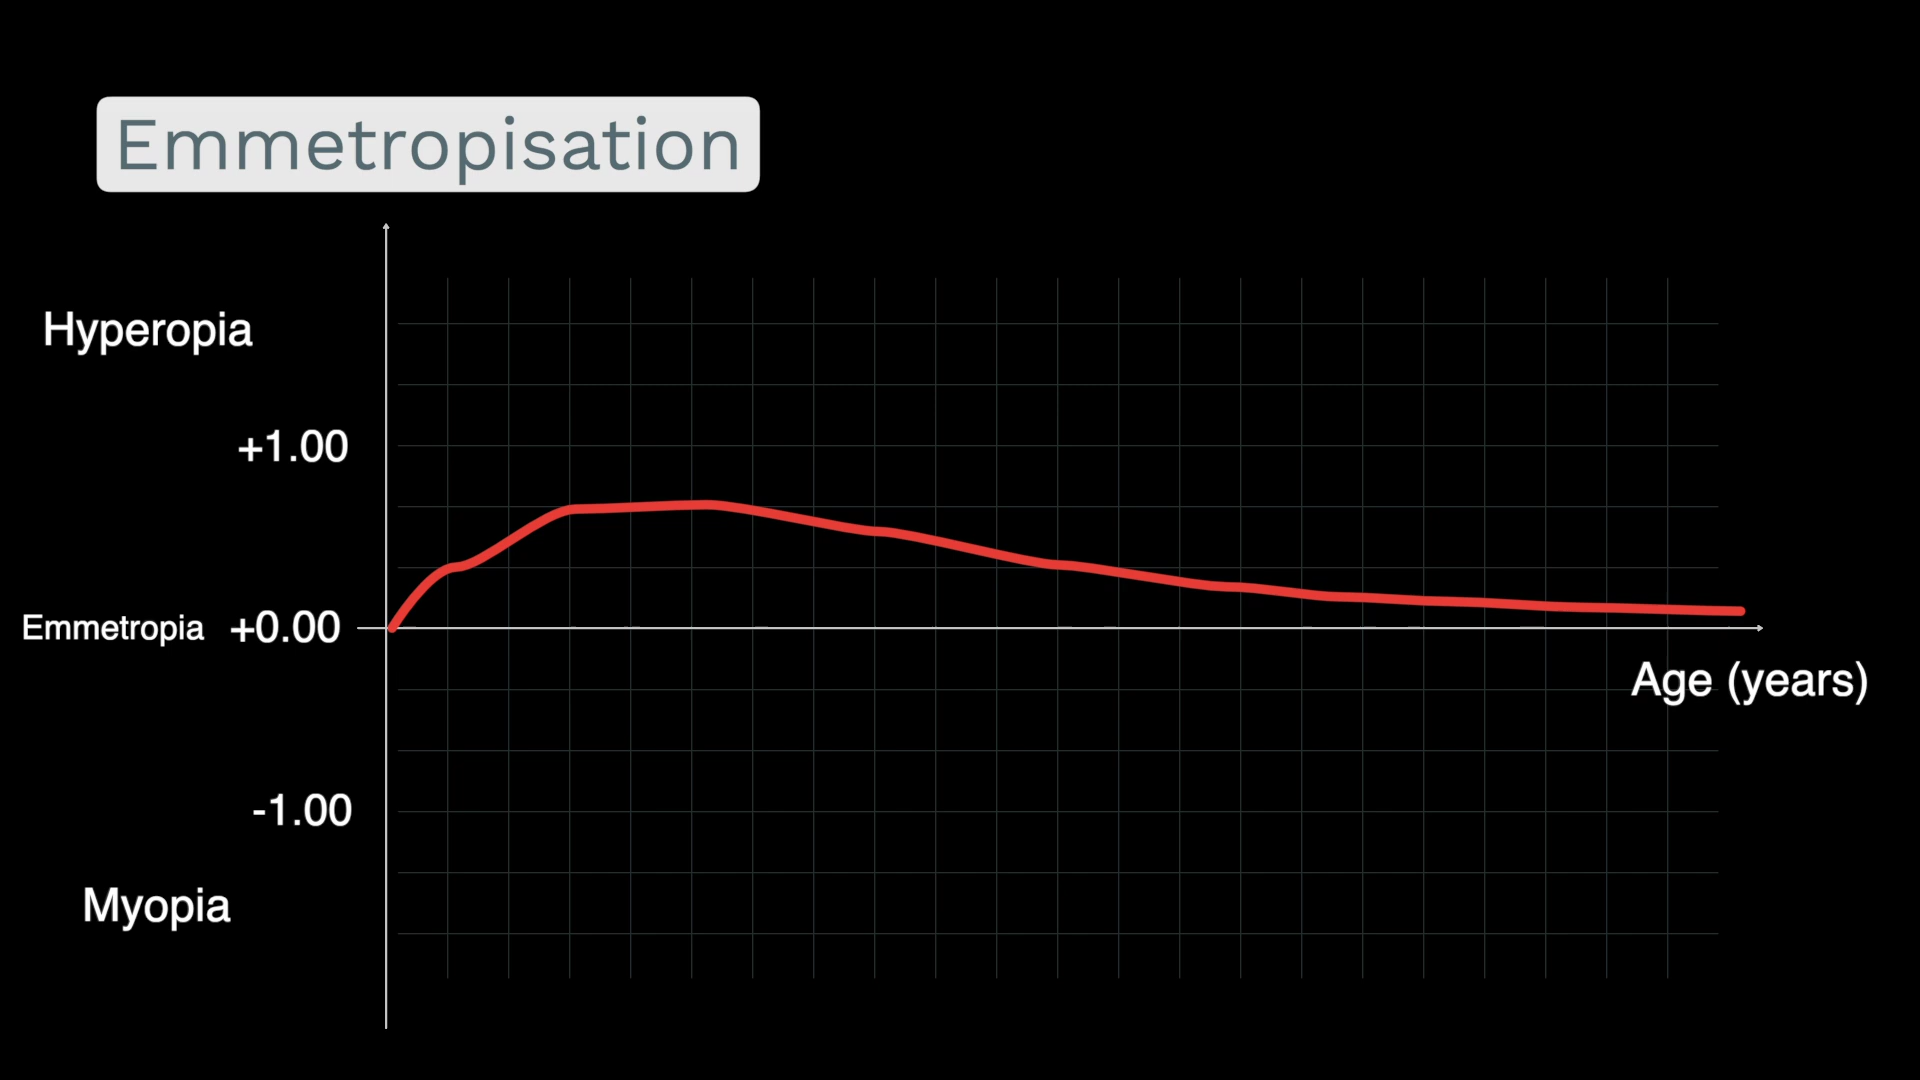 Emmetropisation
Hyperopia
+1.00
Emmetropia +0.00
Age (years)
-1.00
Myopia